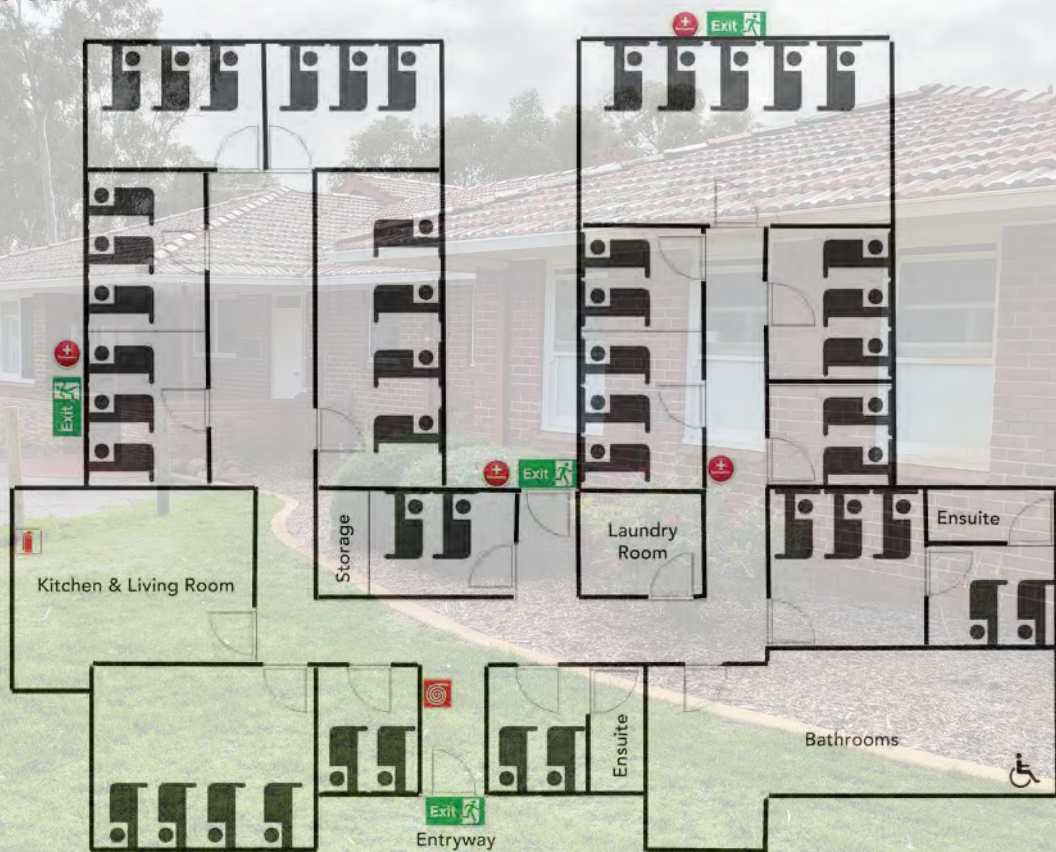 Exit
Exit
Exit
Ensuite
Storage
Laundry
Room
Kitchen & Living Room
Ensuite
Bathrooms
Exit
Entryway